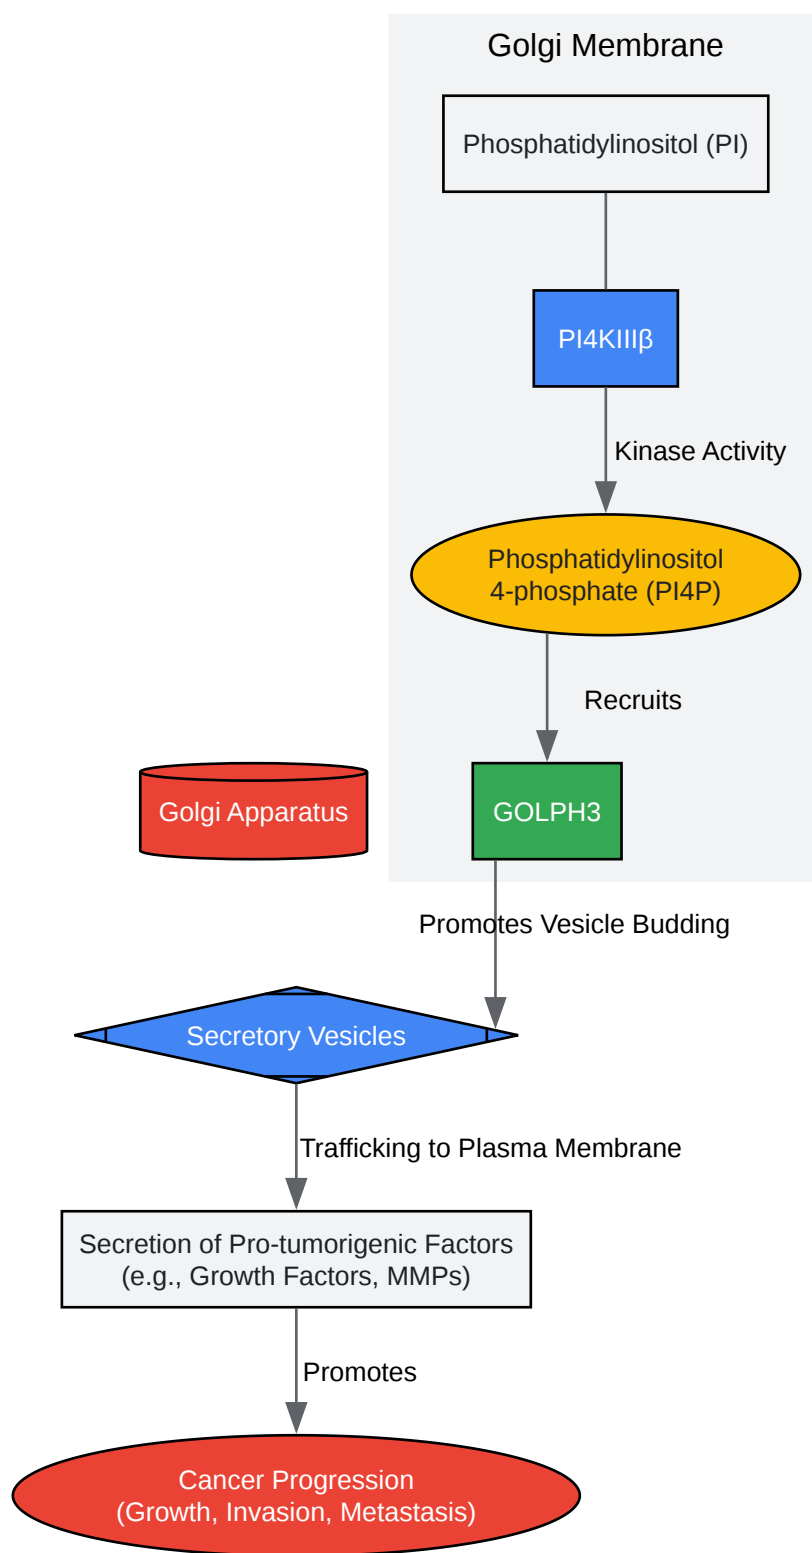 Golgi Membrane
Phosphatidylinositol (PI)
PI4KIIIβ
Kinase Activity
Phosphatidylinositol
4-phosphate (PI4P)
Recruits
Golgi Apparatus
GOLPH3
Promotes Vesicle Budding
Secretory Vesicles
Trafficking to Plasma Membrane
Secretion of Pro-tumorigenic Factors
(e.g., Growth Factors, MMPs)
Promotes
Cancer Progression
(Growth, Invasion, Metastasis)